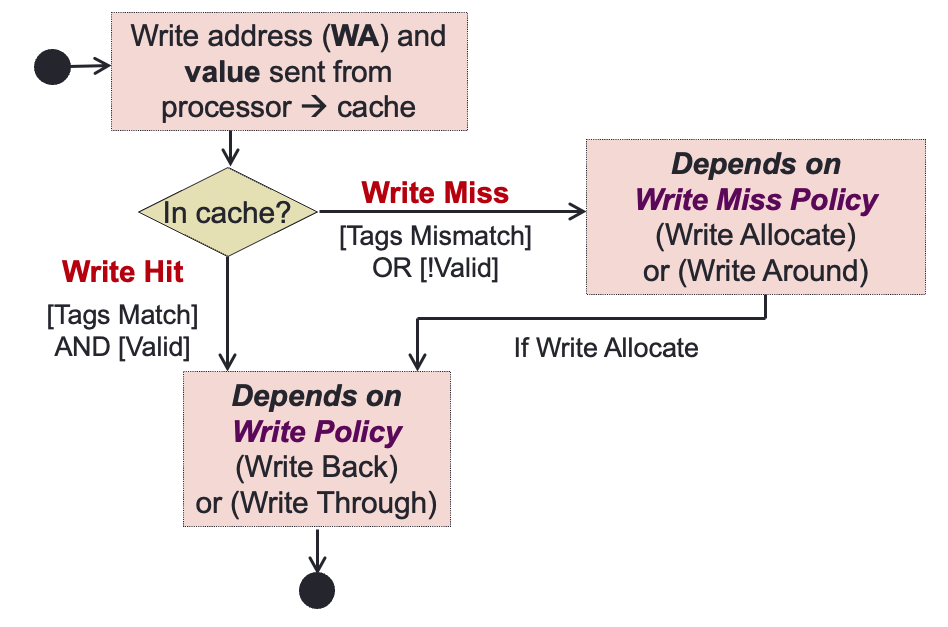 Write address (WA) and
value sent from
processor → cache
In cache?
Write Miss
[Tags Mismatch]
OR [!Valid]
Depends on
Write Miss Policy
(Write Allocate)
or (Write Around)
Write Hit
[Tags Match]
AND [Valid]
If Write Allocate
Depends on
Write Policy
(Write Back)
or (Write Through)